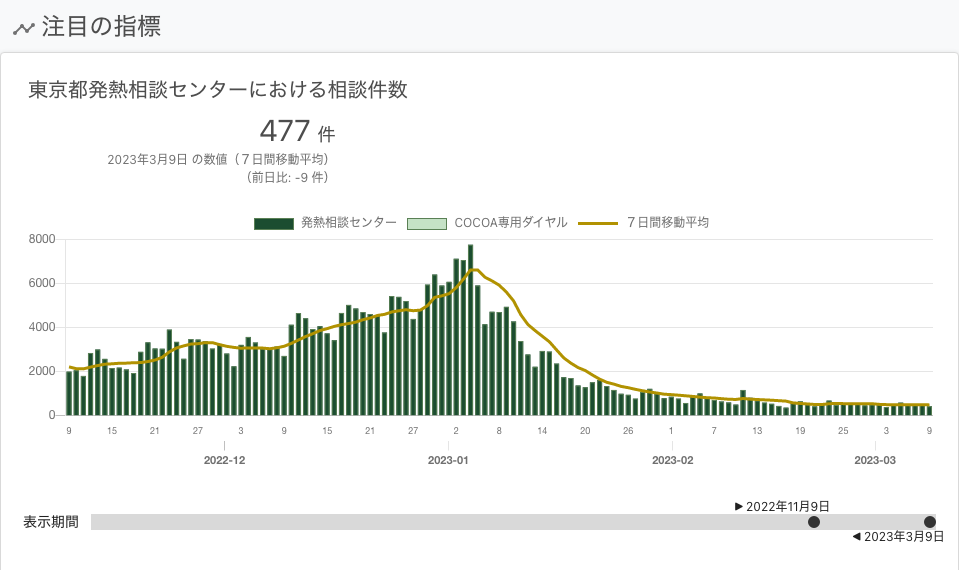 注目の指標
東京都発熱相談センターにおける相談件数
477 件
2023年3月9日 の数値（７日間移動平均）
（前日比: -9 件）
発熱相談センター COCOA専用ダイヤル ７日間移動平均
8000
6000
4000
2000
0
9 15 21 27 3 9 15 21 27 2 8 14 20 26 1 7 13 19 25 3 9
2022-12 2023-01 2023-02 2023-03
▶ 2022年11月9日
表示期間
◀ 2023年3月9日